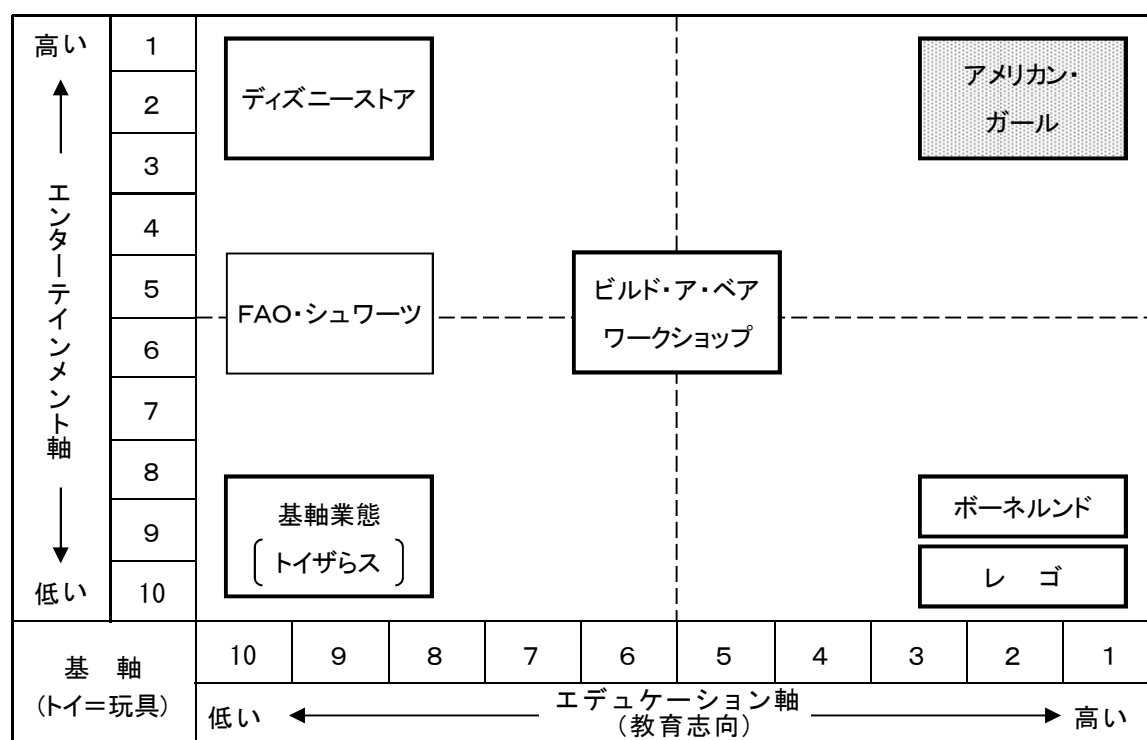 高い
エンターテインメント軸
低い
1
2
3
4
5
6
7
8
9
10
ディズニーストア
アメリカン・
ガール
FAO・シュワーツ
ビルド・ア・ベア
ワークショップ
基軸業態
〔トイザらス〕
ボーネルンド
レ　ゴ
基　軸
(トイ=玩具)
10 9 8 7 6 5 4 3 2 1
低い
エデュケーション軸
(教育志向)
高い